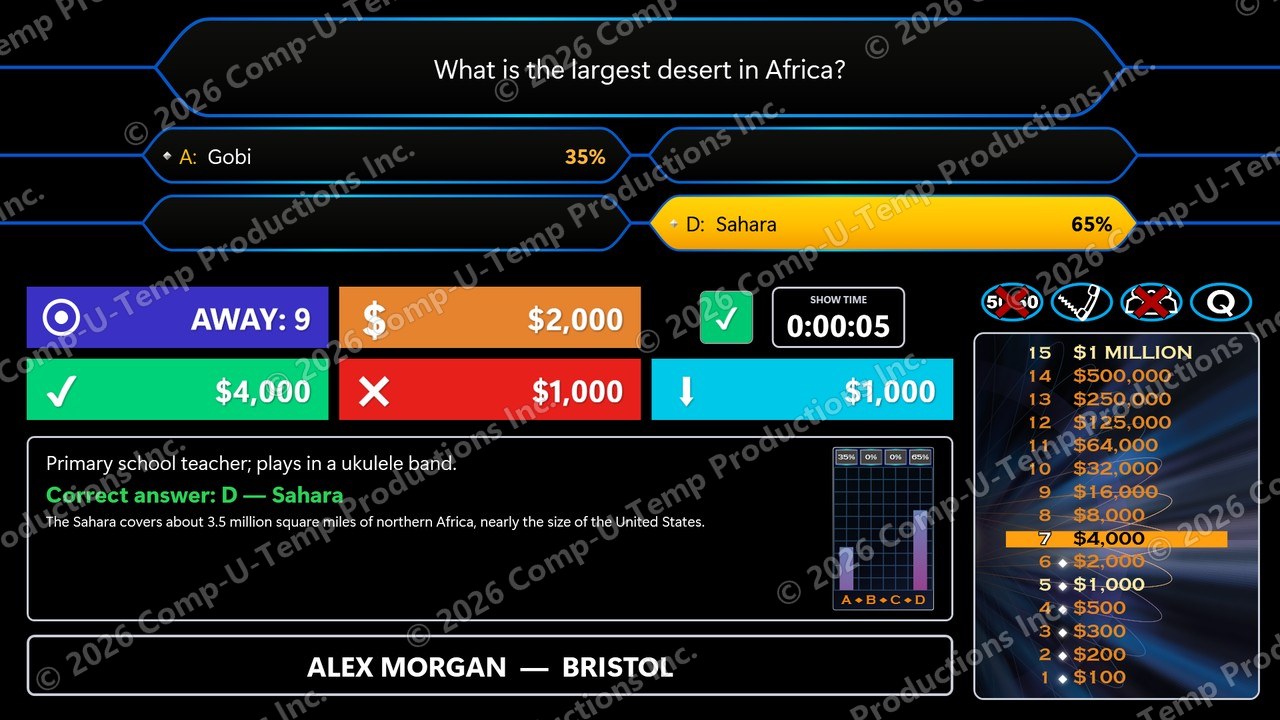 What is the largest desert in Africa?
A: Gobi 35%
D: Sahara 65%
AWAY: 9
$ $2,000
✓
SHOW TIME
0:00:05
50:50
Q
✓ $4,000
✕ $1,000
⬇ $1,000
Primary school teacher; plays in a ukulele band.
Correct answer: D — Sahara
The Sahara covers about 3.5 million square miles of northern Africa, nearly the size of the United States.
35% 0% 0% 65%
A ◆ B ◆ C ◆ D
ALEX MORGAN — BRISTOL
15 $1 MILLION
14 $500,000
13 $250,000
12 $125,000
11 $64,000
10 $32,000
9 $16,000
8 $8,000
7 $4,000
6 ◆ $2,000
5 ◆ $1,000
4 ◆ $500
3 ◆ $300
2 ◆ $200
1 ◆ $100
© 2026 Comp-U-Temp Productions Inc.